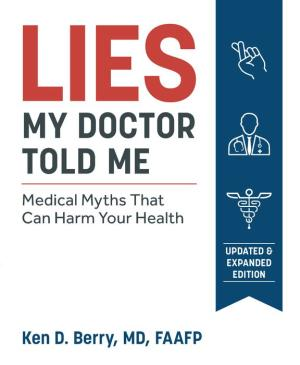 LIES
MY DOCTOR
TOLD ME
Medical Myths That
Can Harm Your Health
UPDATED &
EXPANDED
EDITION
Ken D. Berry, MD, FAAFP